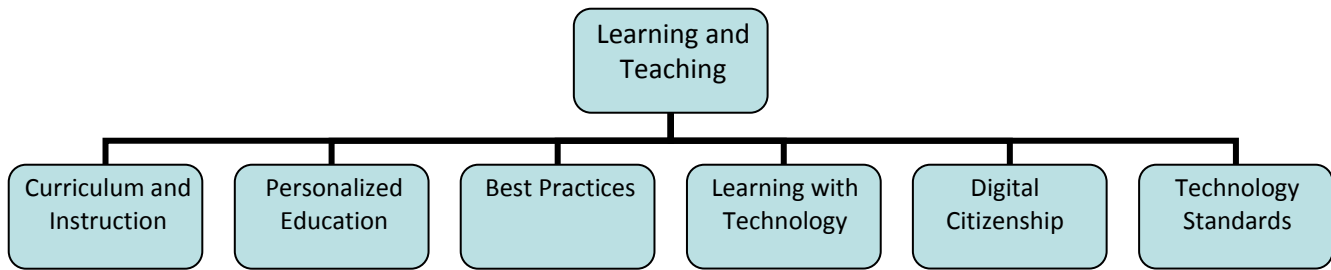 Learning and
Teaching
Curriculum and
Instruction
Personalized
Education
Best Practices
Learning with
Technology
Digital
Citizenship
Technology
Standards